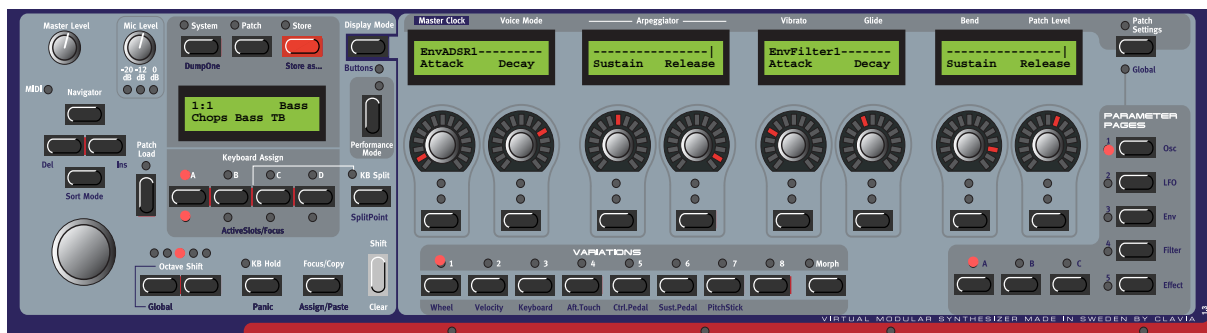 Master Level
Mic Level
-20 -12 0
dB dB dB
System
Patch
Store
DumpOne
Store as...
Display Mode
Buttons
MIDI
Navigator
Del
Ins
Sort Mode
Patch
Load
1:1 Bass
Chops Bass TB
Performance
Mode
Keyboard Assign
A B C D
KB Split
ActiveSlots/Focus
SplitPoint
Octave Shift
Global
KB Hold
Panic
Focus/Copy
Assign/Paste
Shift
Clear
Master Clock
Voice Mode
Arpeggiator
Vibrato
Glide
Bend
Patch Level
EnvADSR1
Attack Decay
Sustain Release
EnvFilter1
Attack Decay
Sustain Release
Patch
Settings
Global
PARAMETER
PAGES
1 Osc
2 LFO
3 Env
4 Filter
5 Effect
VARIATIONS
1 2 3 4 5 6 7 8 Morph
Wheel Velocity Keyboard Aft.Touch Ctrl.Pedal Sust.Pedal PitchStick
A B C
VIRTUAL MODULAR SYNTHESIZER MADE IN SWEDEN BY CLAVIA